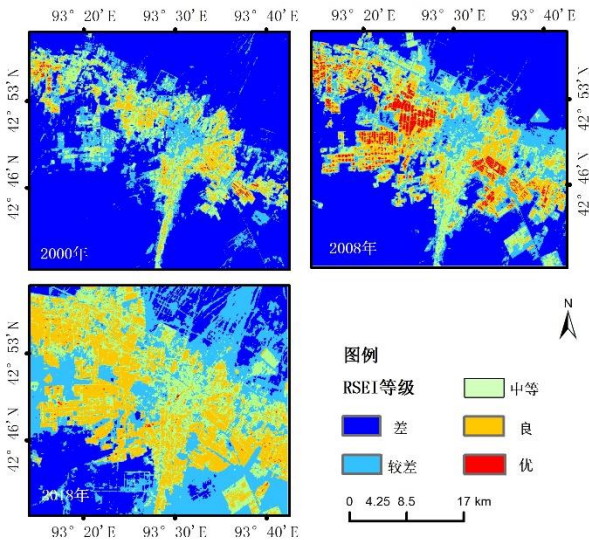 93° 20′ E 93° 30′ E 93° 40′ E
93° 20′ E 93° 30′ E 93° 40′ E
42° 53′ N
42° 46′ N
42° 53′ N
42° 46′ N
2000年
2008年
42° 53′ N
42° 46′ N
2018年
93° 20′ E 93° 30′ E 93° 40′ E
N
图例
RSEI等级
中等
差
良
较差
优
0 4.25 8.5 17 km